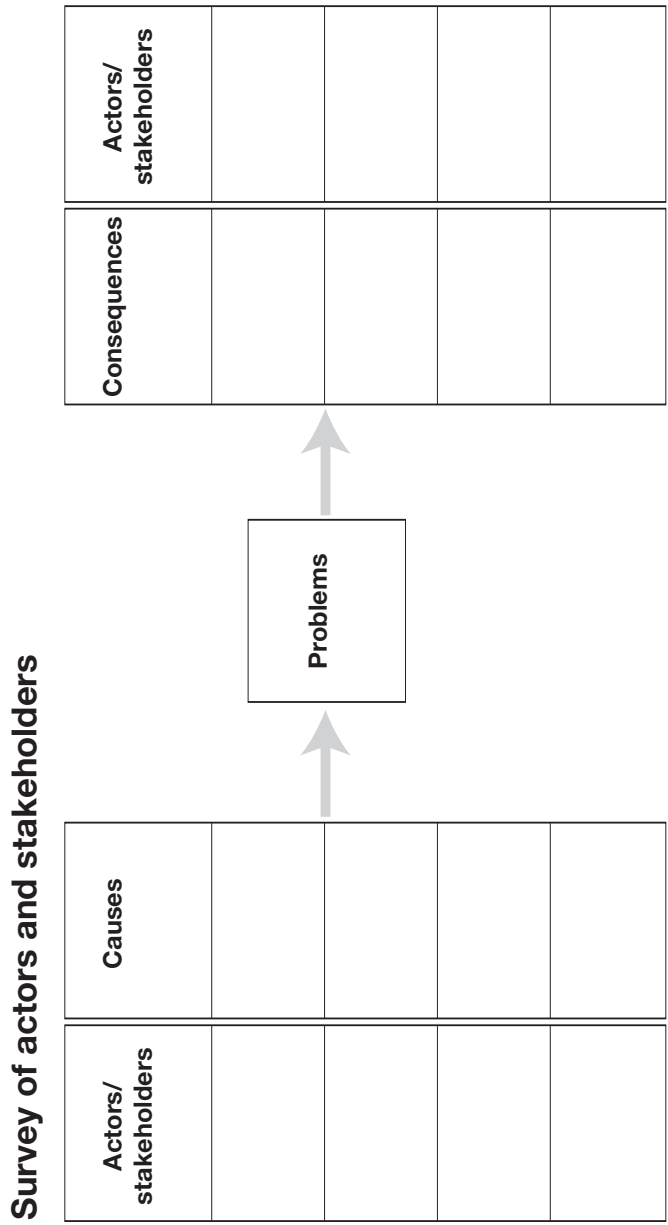 Survey of actors and stakeholders
Actors/
stakeholders
Causes
Problems
Consequences
Actors/
stakeholders